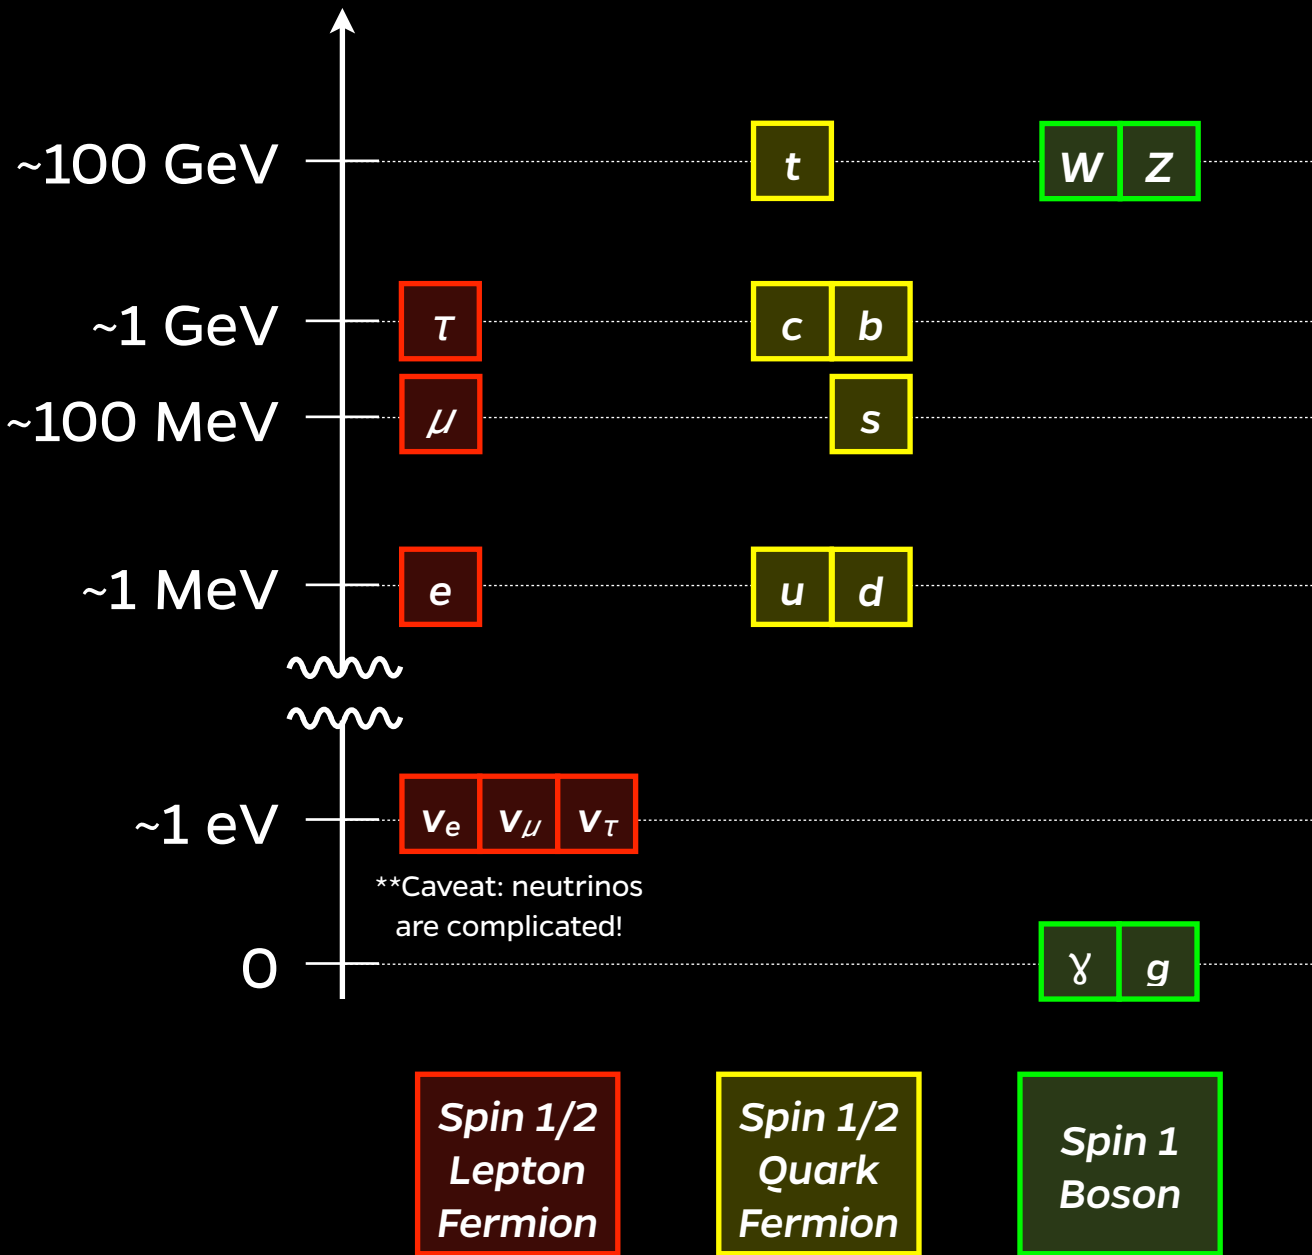 ~100 GeV
t
W Z
~1 GeV
τ
c b
~100 MeV
μ
s
~1 MeV
e
u d
~1 eV
νe νμ ντ
**Caveat: neutrinos
are complicated!
0
γ g
Spin 1/2
Lepton
Fermion
Spin 1/2
Quark
Fermion
Spin 1
Boson